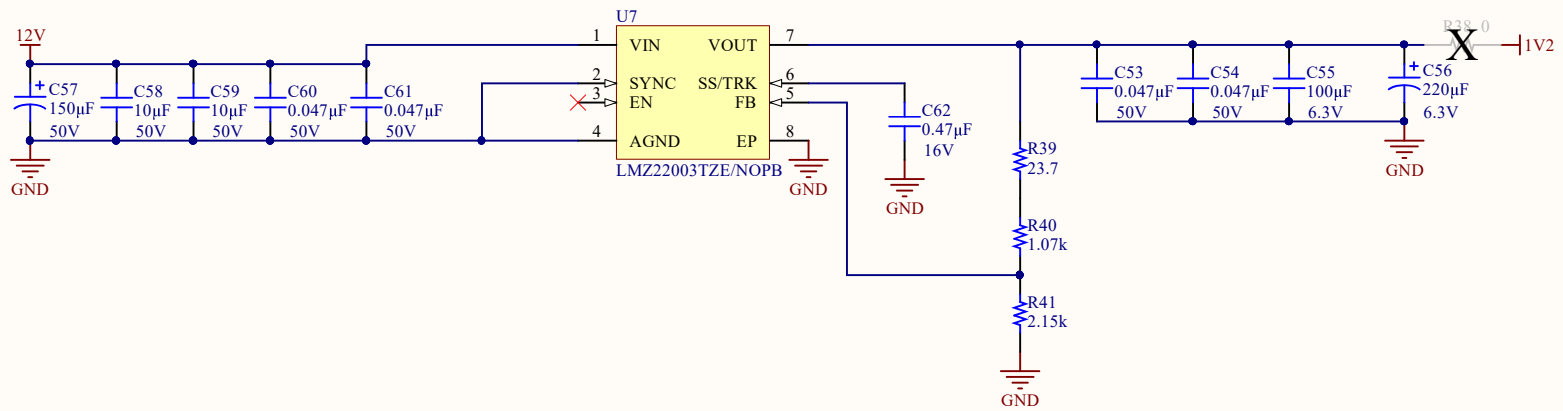 12V
C57
150µF
50V
C58
10µF
50V
C59
10µF
50V
C60
0.047µF
50V
C61
0.047µF
50V
GND
U7
1 VIN VOUT 7
2 SYNC SS/TRK 6
3 EN FB 5
4 AGND EP 8
LMZ22003TZE/NOPB
GND
C62
0.47µF
16V
GND
R39
23.7
R40
1.07k
R41
2.15k
GND
C53
0.047µF
50V
C54
0.047µF
50V
C55
100µF
6.3V
C56
220µF
6.3V
GND
R38 0
X
1V2